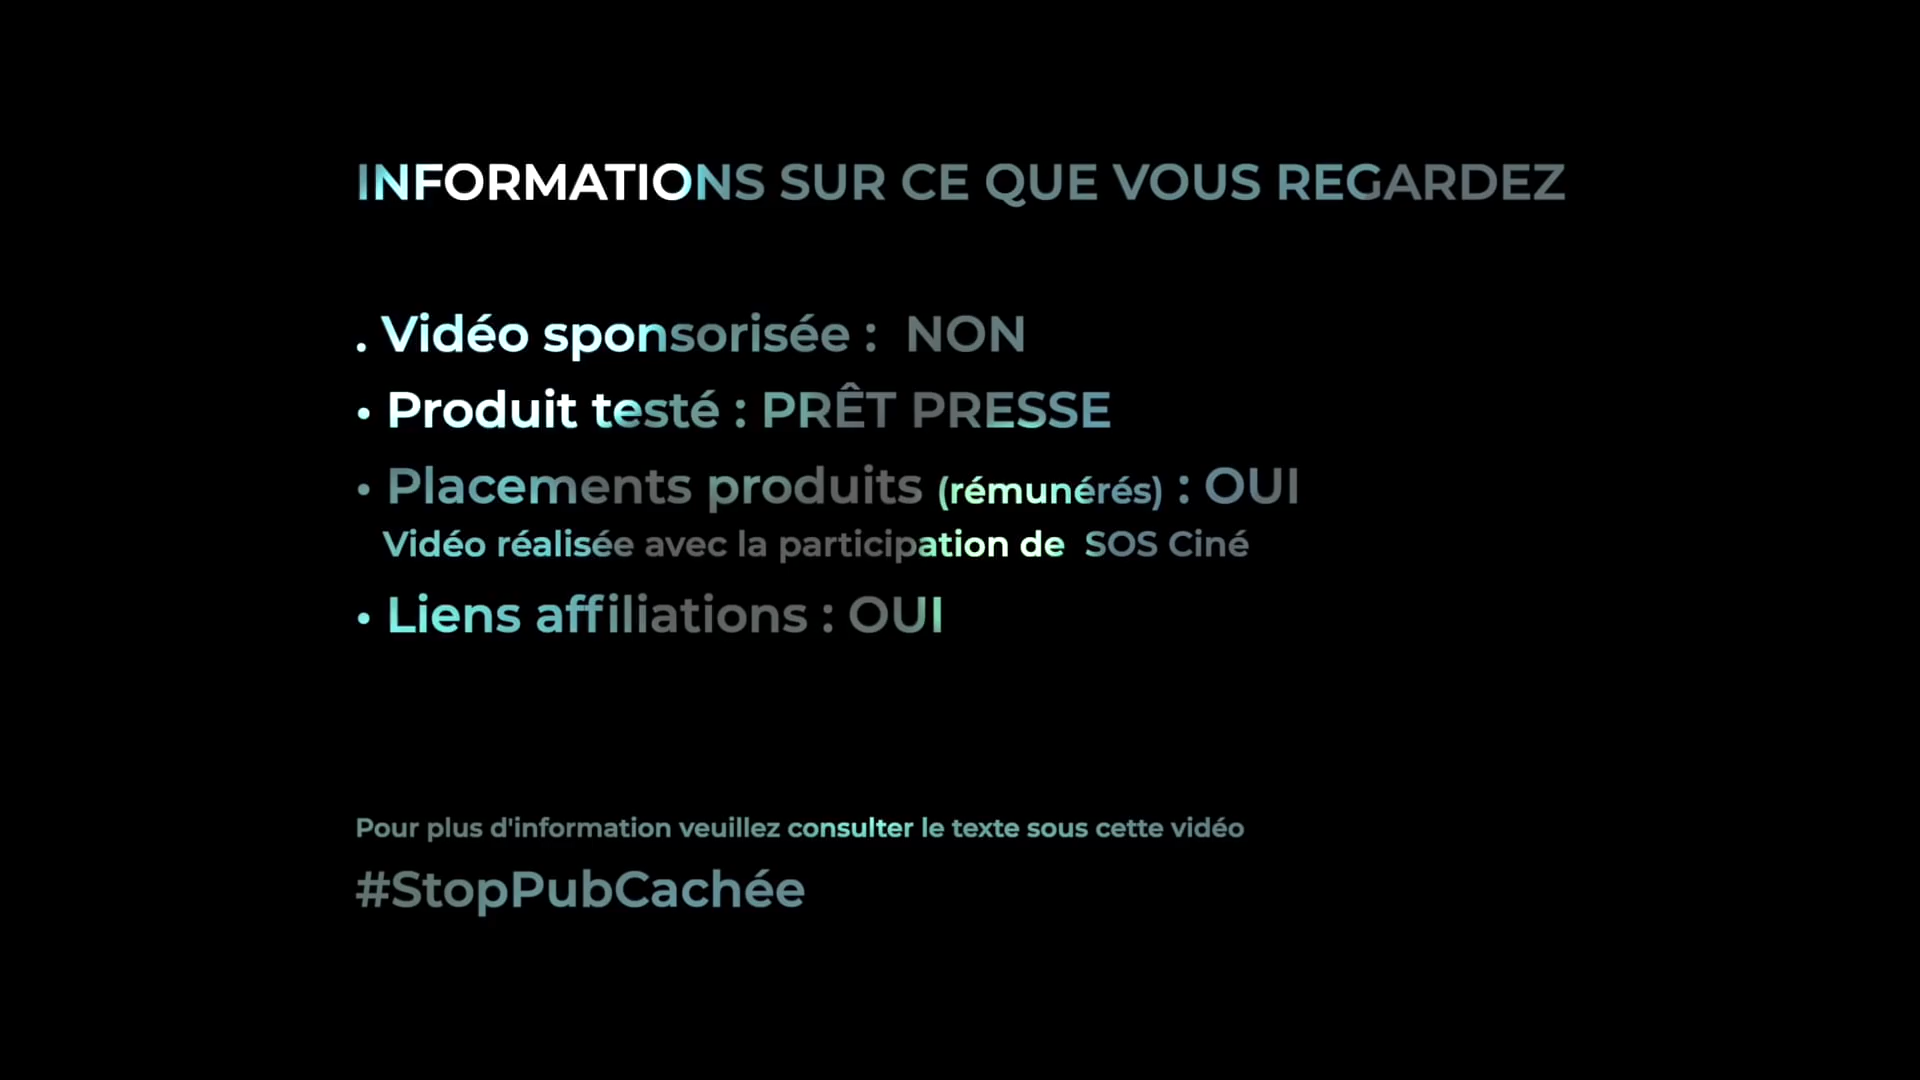 INFORMATIONS SUR CE QUE VOUS REGARDEZ
. Vidéo sponsorisée : NON
• Produit testé : PRÊT PRESSE
• Placements produits (rémunérés) : OUI
Vidéo réalisée avec la participation de SOS Ciné
• Liens affiliations : OUI
Pour plus d'information veuillez consulter le texte sous cette vidéo
#StopPubCachée